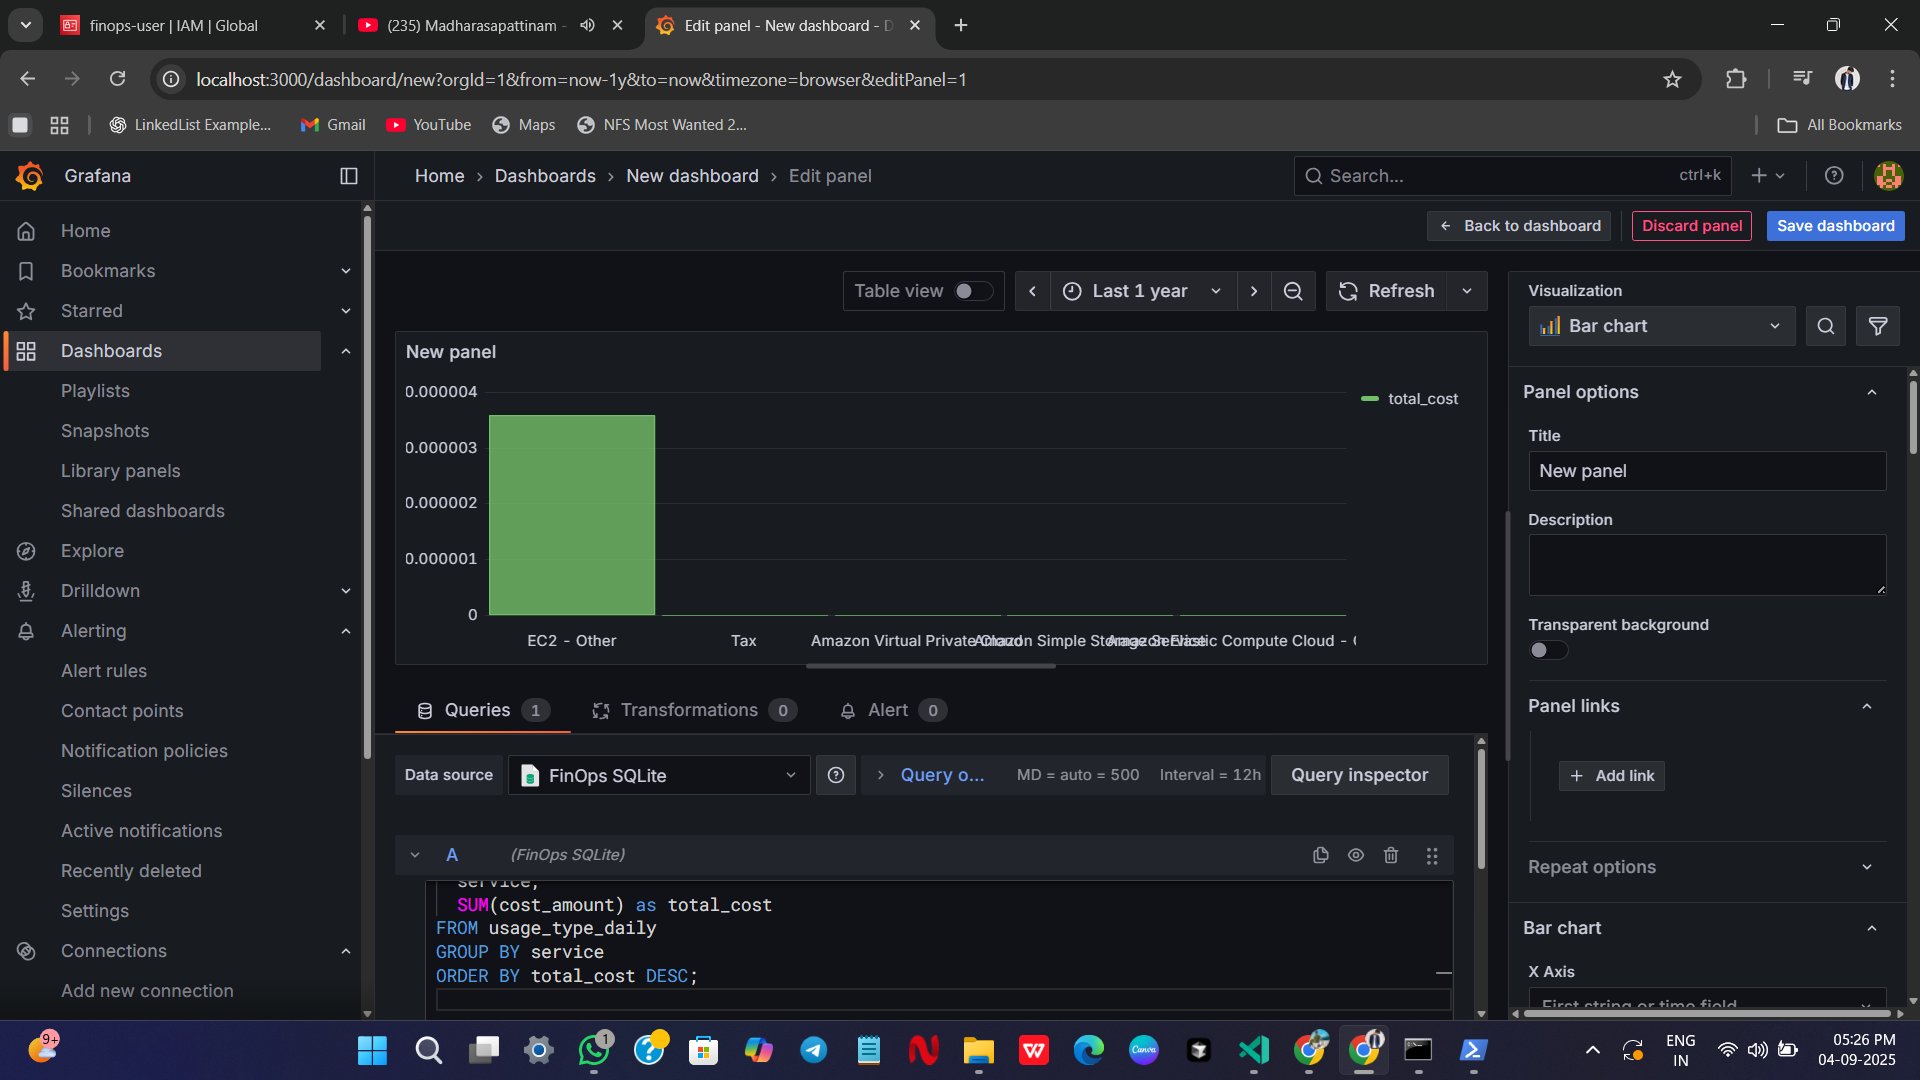 finops-user | IAM | Global
(235) Madharasapattinam -
Edit panel - New dashboard - D
localhost:3000/dashboard/new?orgId=1&from=now-1y&to=now&timezone=browser&editPanel=1
LinkedList Example...
Gmail
YouTube
Maps
NFS Most Wanted 2...
All Bookmarks
Grafana
Home › Dashboards › New dashboard › Edit panel
Search...
ctrl+k
Back to dashboard
Discard panel
Save dashboard
Home
Bookmarks
Starred
Dashboards
Playlists
Snapshots
Library panels
Shared dashboards
Explore
Drilldown
Alerting
Alert rules
Contact points
Notification policies
Silences
Active notifications
Recently deleted
Settings
Connections
Add new connection
Table view
Last 1 year
Refresh
New panel
0.000004
0.000003
0.000002
0.000001
0
total_cost
EC2 - Other
Tax
Amazon Virtual Private Cloud
Amazon Simple Storage Service
Amazon Elastic Compute Cloud -
Queries 1
Transformations 0
Alert 0
Data source
FinOps SQLite
Query o...
MD = auto = 500
Interval = 12h
Query inspector
A
(FinOps SQLite)
service,
SUM(cost_amount) as total_cost
FROM usage_type_daily
GROUP BY service
ORDER BY total_cost DESC;
Visualization
Bar chart
Panel options
Title
New panel
Description
Transparent background
Panel links
Add link
Repeat options
Bar chart
X Axis
First string or time field
9+
1
Canva
ENG
IN
05:26 PM
04-09-2025